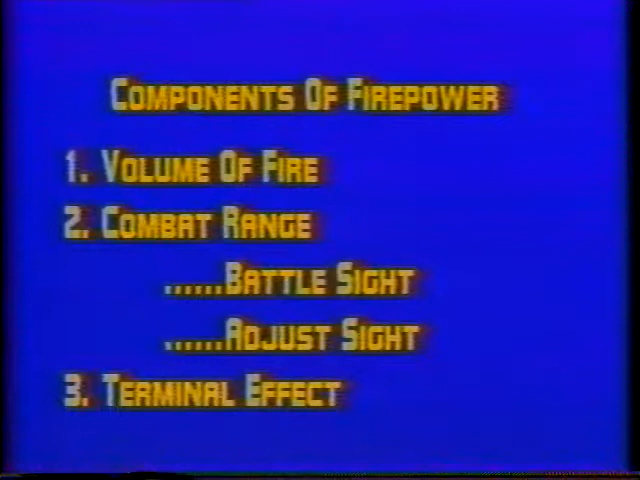 Components Of Firepower
1. Volume Of Fire
2. Combat Range
......Battle Sight
......Adjust Sight
3. Terminal Effect